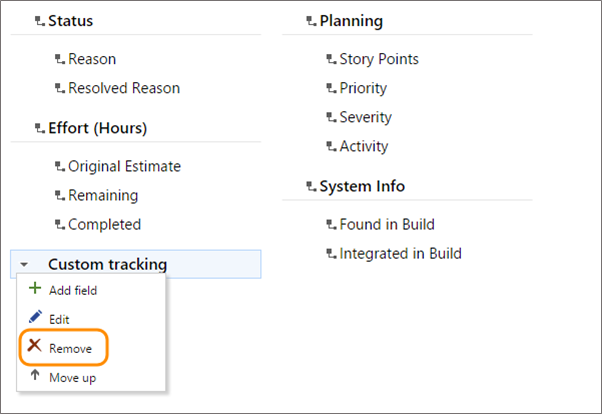 Status
Reason
Resolved Reason
Effort (Hours)
Original Estimate
Remaining
Completed
Custom tracking
Add field
Edit
Remove
Move up
Planning
Story Points
Priority
Severity
Activity
System Info
Found in Build
Integrated in Build